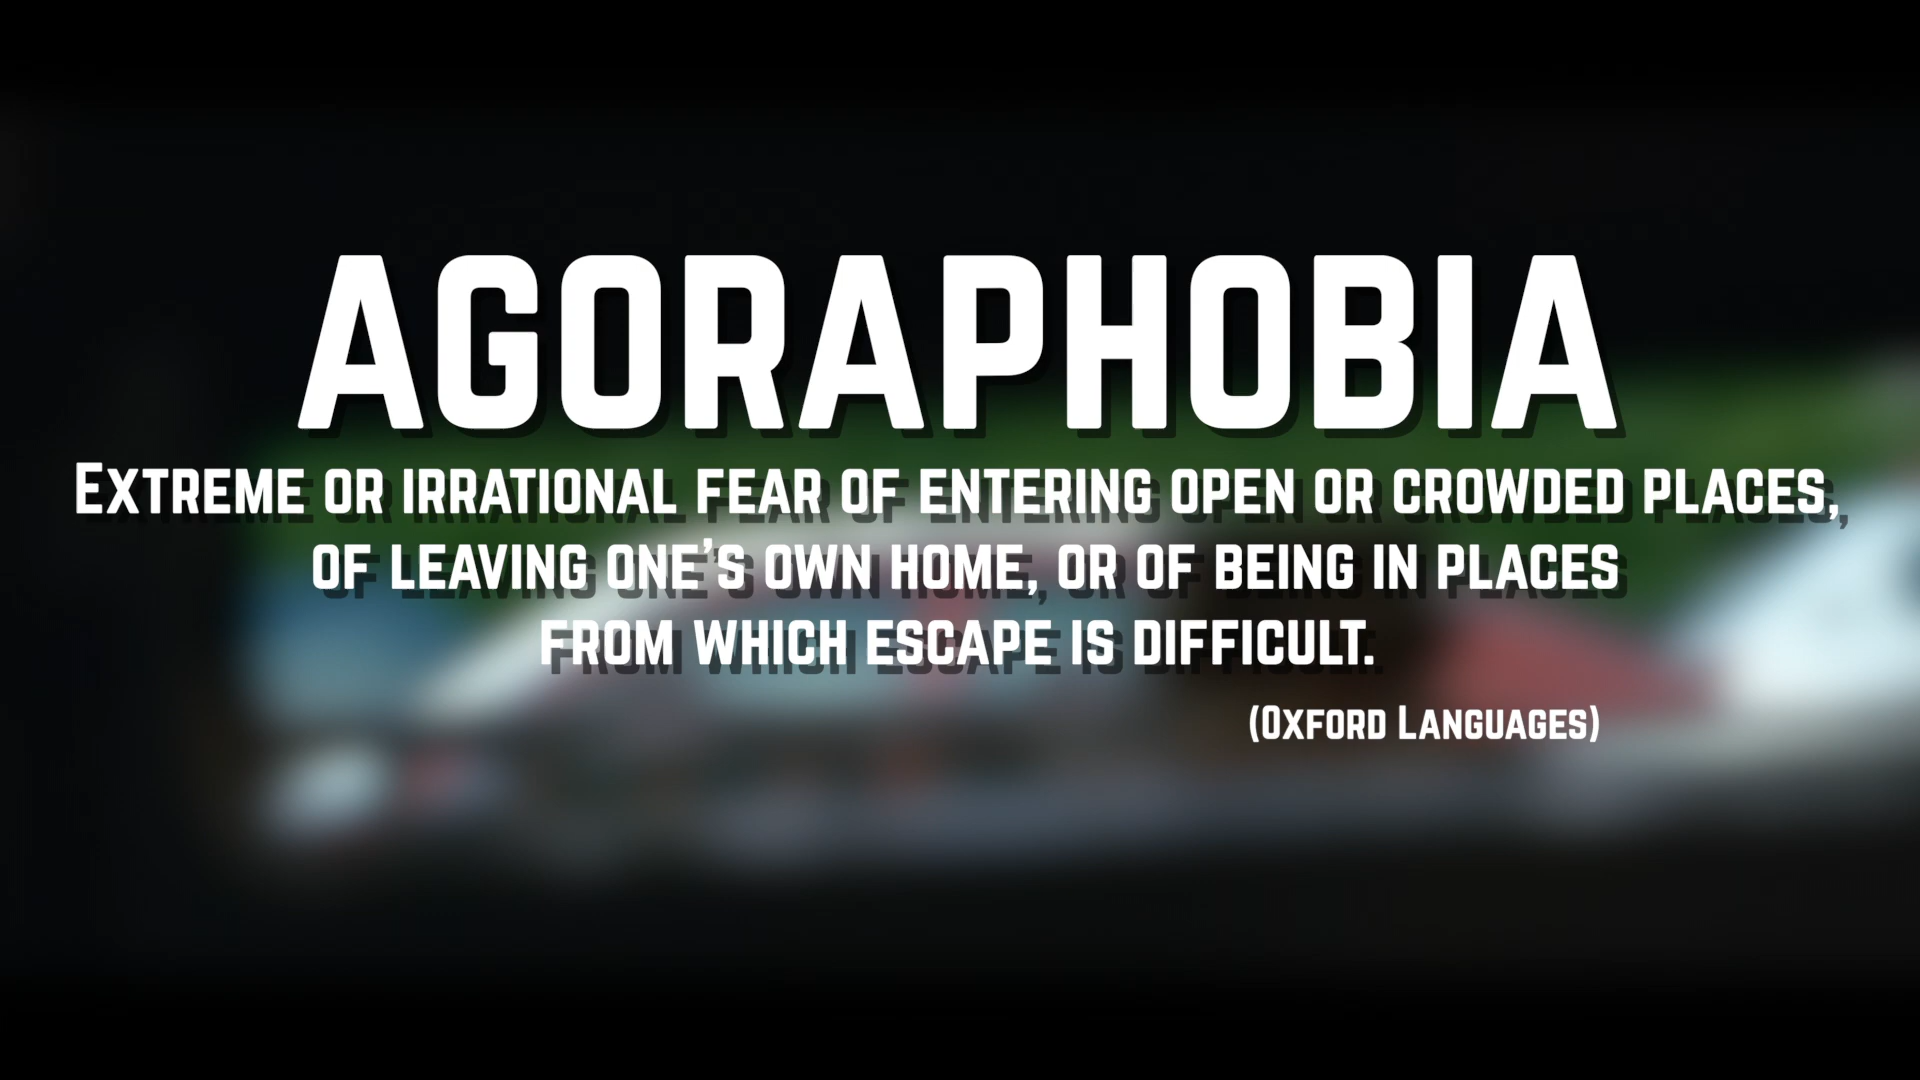 AGORAPHOBIA
Extreme or irrational fear of entering open or crowded places,
of leaving one's own home, or of being in places
from which escape is difficult.
(Oxford Languages)